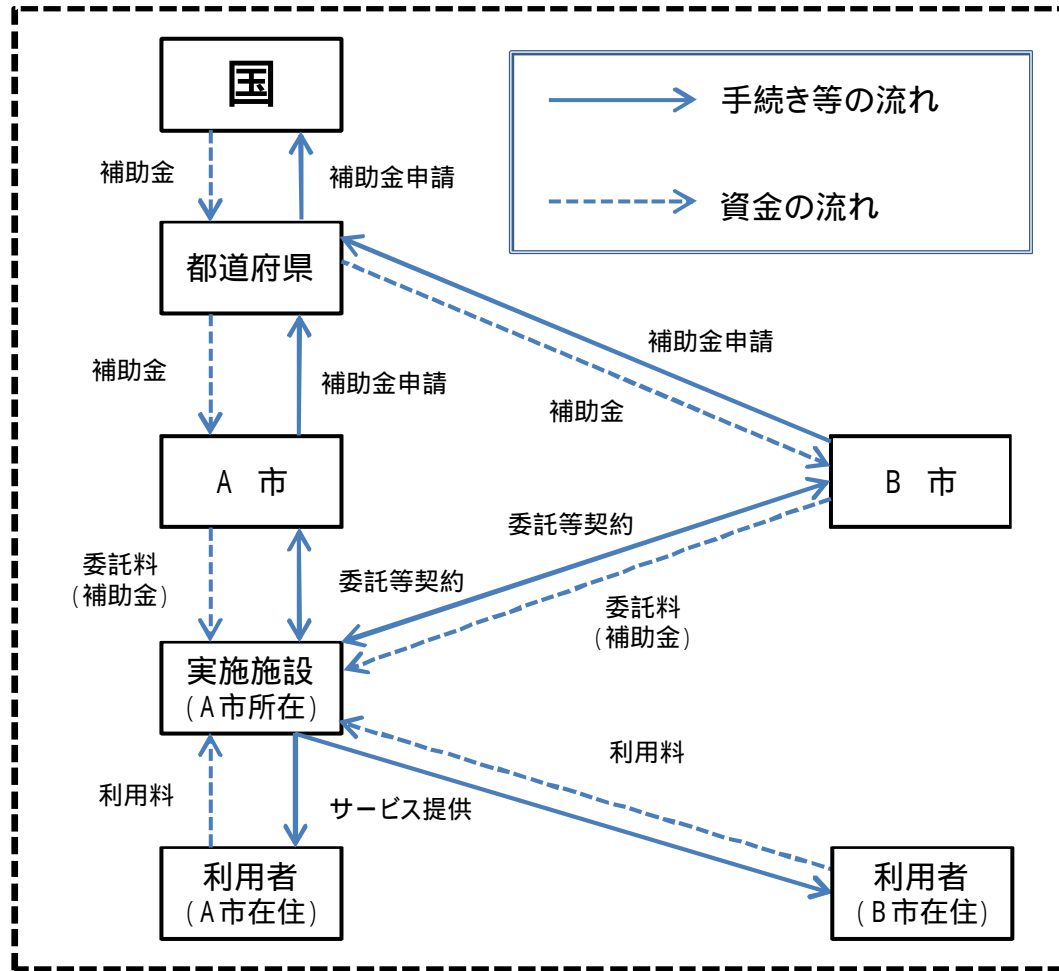 国
手続き等の流れ
資金の流れ
補助金
補助金申請
都道府県
補助金
補助金申請
補助金申請
補助金
A 市
B 市
委託料
(補助金)
委託等契約
委託等契約
委託料
(補助金)
実施施設
(A市所在)
利用料
サービス提供
利用料
利用者
(A市在住)
利用者
(B市在住)